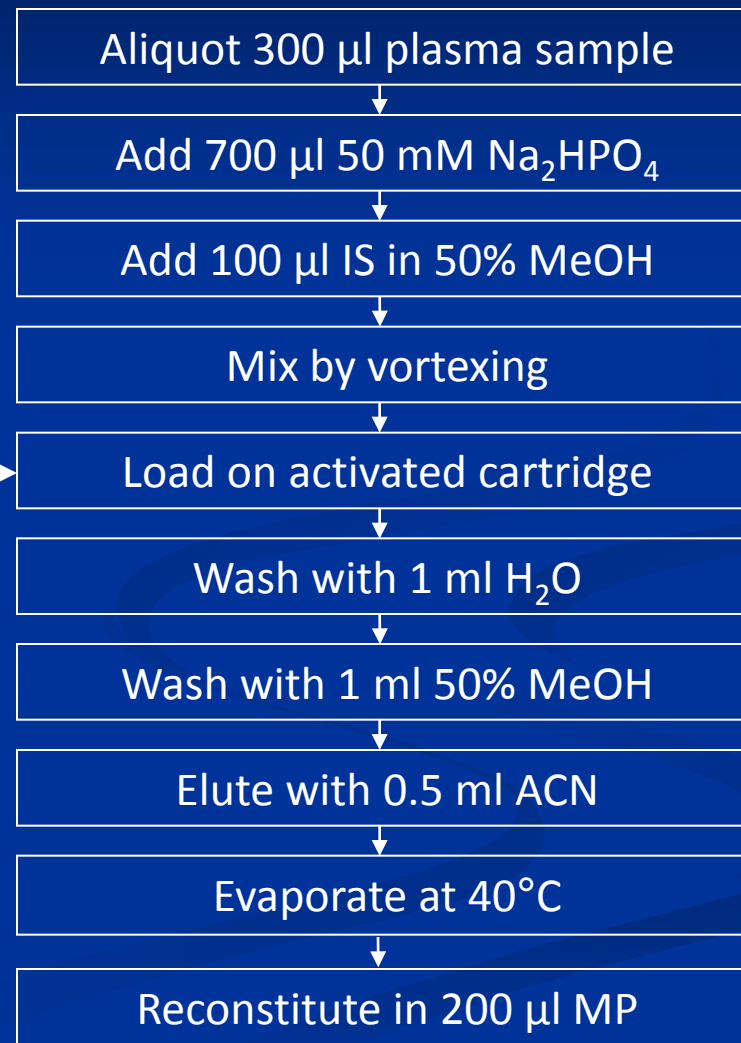 Aliquot 300 µl plasma sample
Add 700 µl 50 mM Na₂HPO₄
Add 100 µl IS in 50% MeOH
Mix by vortexing
Load on activated cartridge
Wash with 1 ml H₂O
Wash with 1 ml 50% MeOH
Elute with 0.5 ml ACN
Evaporate at 40°C
Reconstitute in 200 µl MP